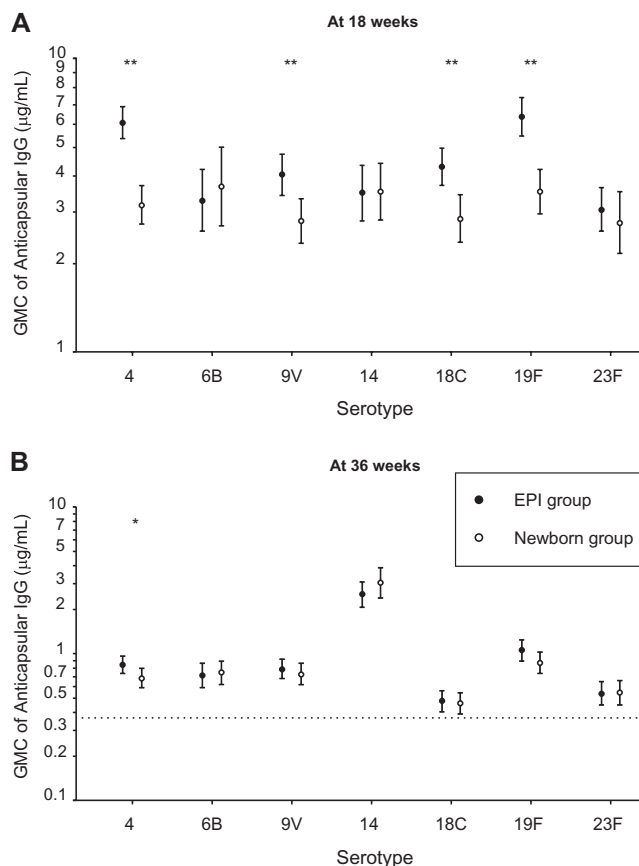 A
At 18 weeks
GMC of Anticapsular IgG (µg/mL)
10
9
8
7
6
5
4
3
2
1
** ** ** **
4 6B 9V 14 18C 19F 23F
Serotype
B
At 36 weeks
EPI group
Newborn group
GMC of Anticapsular IgG (µg/mL)
10
7
5
3
2
1
0.7
0.5
0.3
0.2
0.1
*
4 6B 9V 14 18C 19F 23F
Serotype